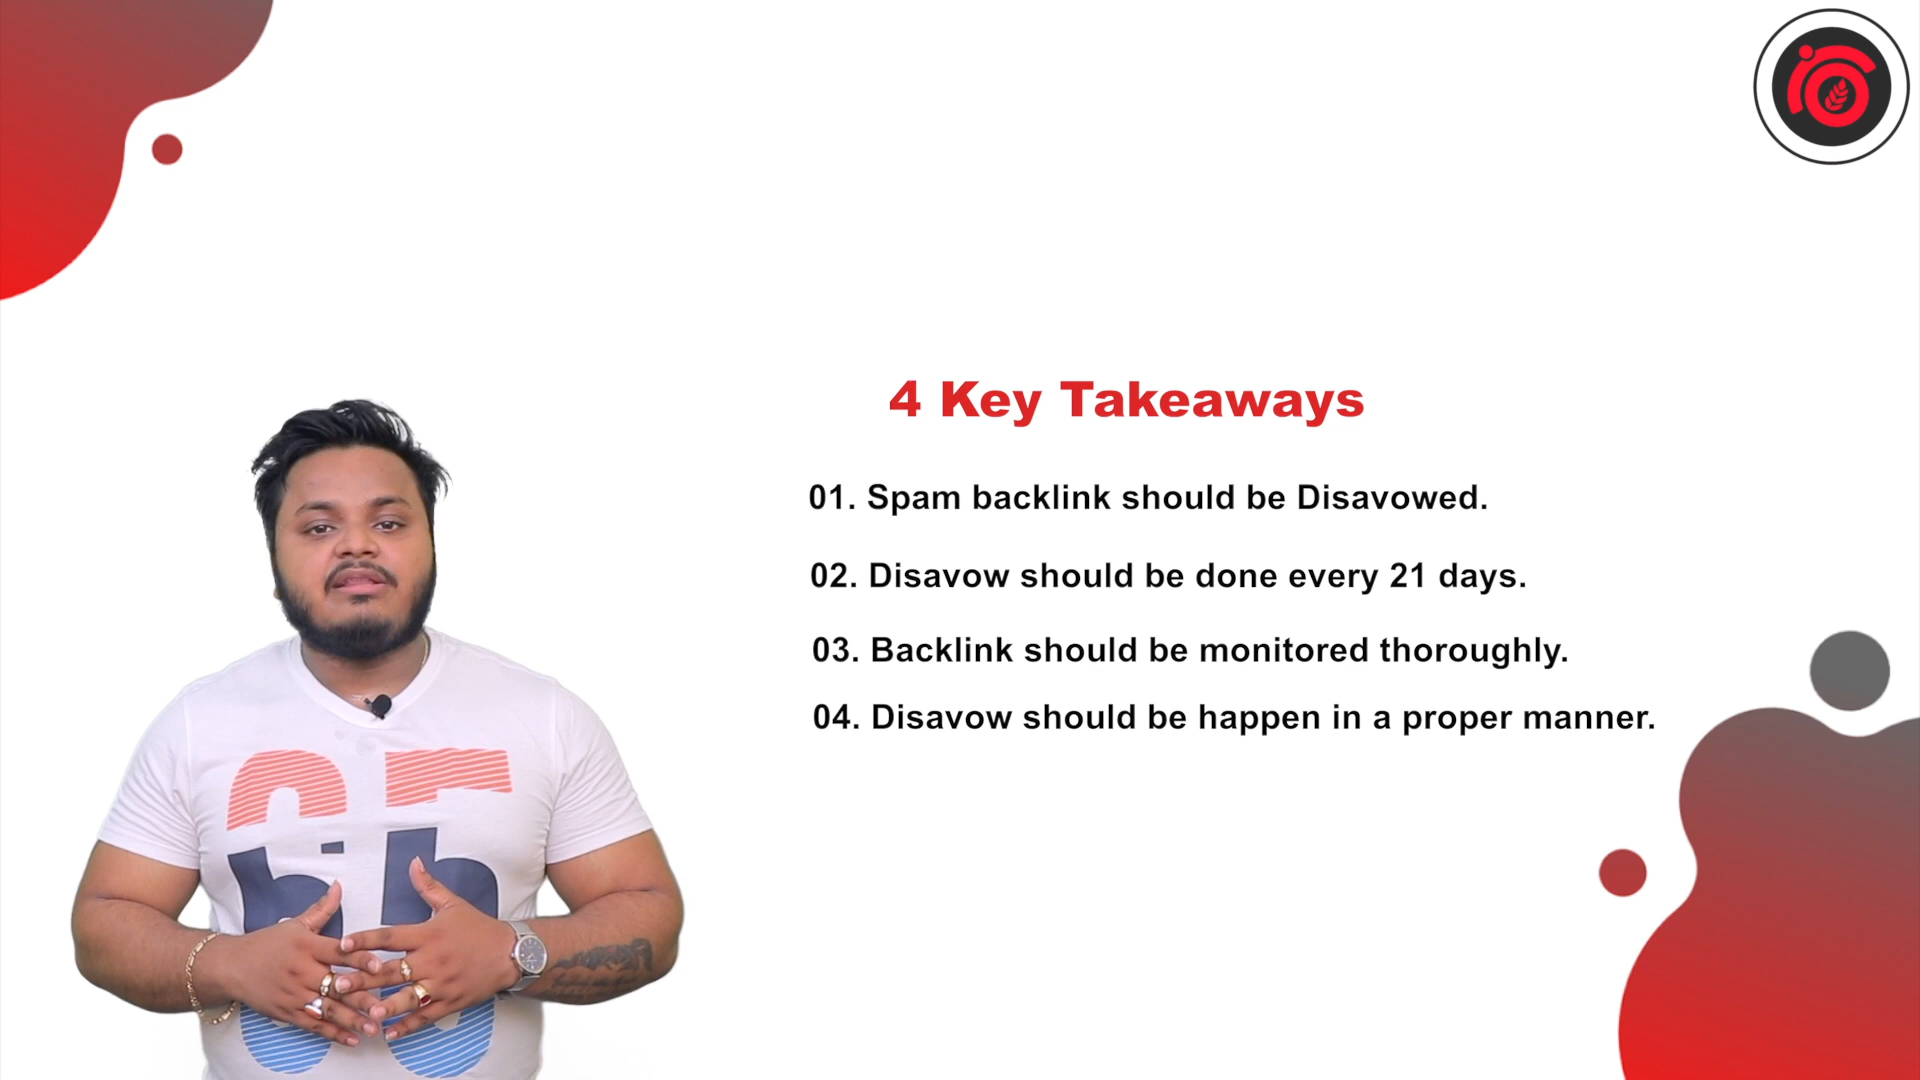 4 Key Takeaways
01. Spam backlink should be Disavowed.
02. Disavow should be done every 21 days.
03. Backlink should be monitored thoroughly.
04. Disavow should be happen in a proper manner.